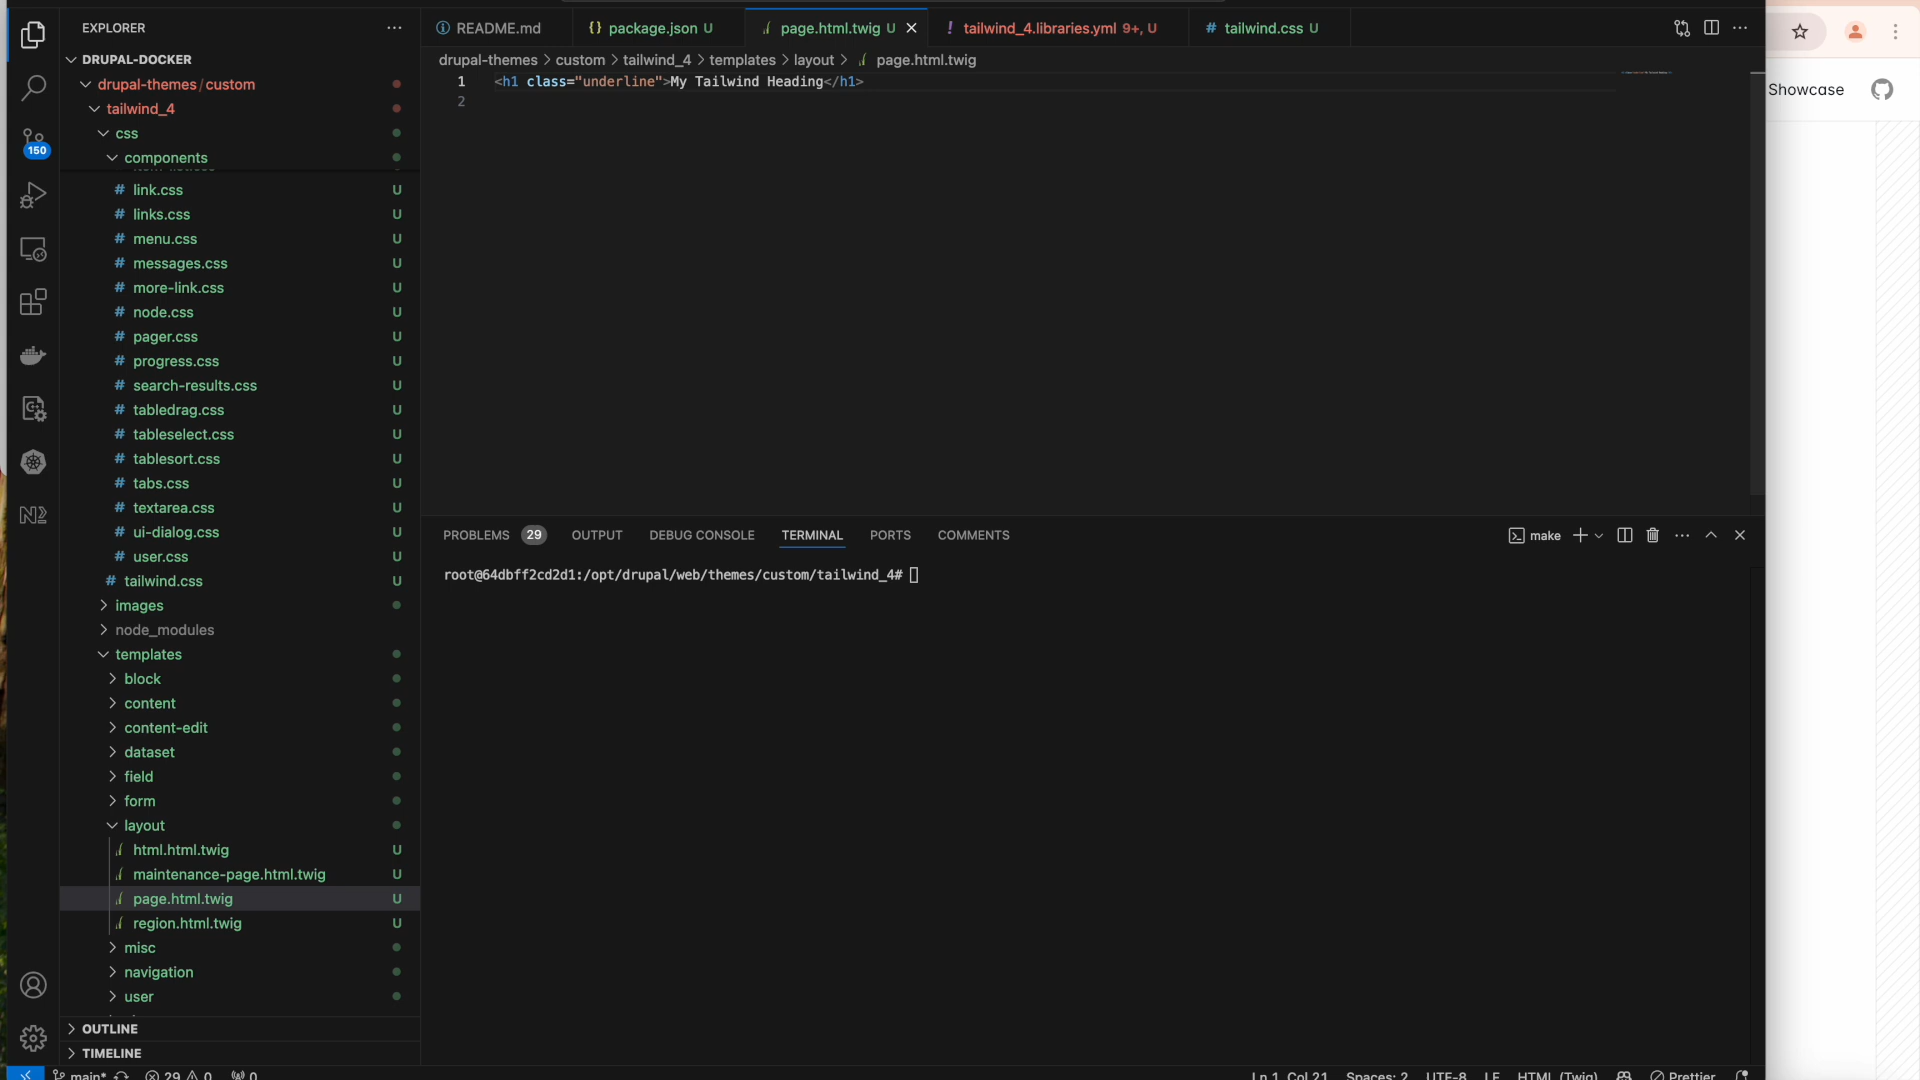 EXPLORER
README.md
{} package.json U
page.html.twig U
! tailwind_4.libraries.yml 9+, U
# tailwind.css U
DRUPAL-DOCKER
drupal-themes > custom > tailwind_4 > templates > layout > page.html.twig
drupal-themes / custom
1 <h1 class="underline">My Tailwind Heading</h1>
2
Showcase
tailwind_4
css
150
components
# link.css U
# links.css U
# menu.css U
# messages.css U
# more-link.css U
# node.css U
# pager.css U
# progress.css U
# search-results.css U
# tabledrag.css U
# tableselect.css U
# tablesort.css U
# tabs.css U
# textarea.css U
# ui-dialog.css U
# user.css U
# tailwind.css U
images
node_modules
templates
block
content
content-edit
dataset
field
form
layout
html.html.twig U
maintenance-page.html.twig U
page.html.twig U
region.html.twig U
misc
navigation
user
OUTLINE
TIMELINE
PROBLEMS 29 OUTPUT DEBUG CONSOLE TERMINAL PORTS COMMENTS
make
root@64dbff2cd2d1:/opt/drupal/web/themes/custom/tailwind_4#
main* 29 0 0
Ln 1, Col 21 Spaces: 2 UTF-8 LF HTML (Twig) Prettier